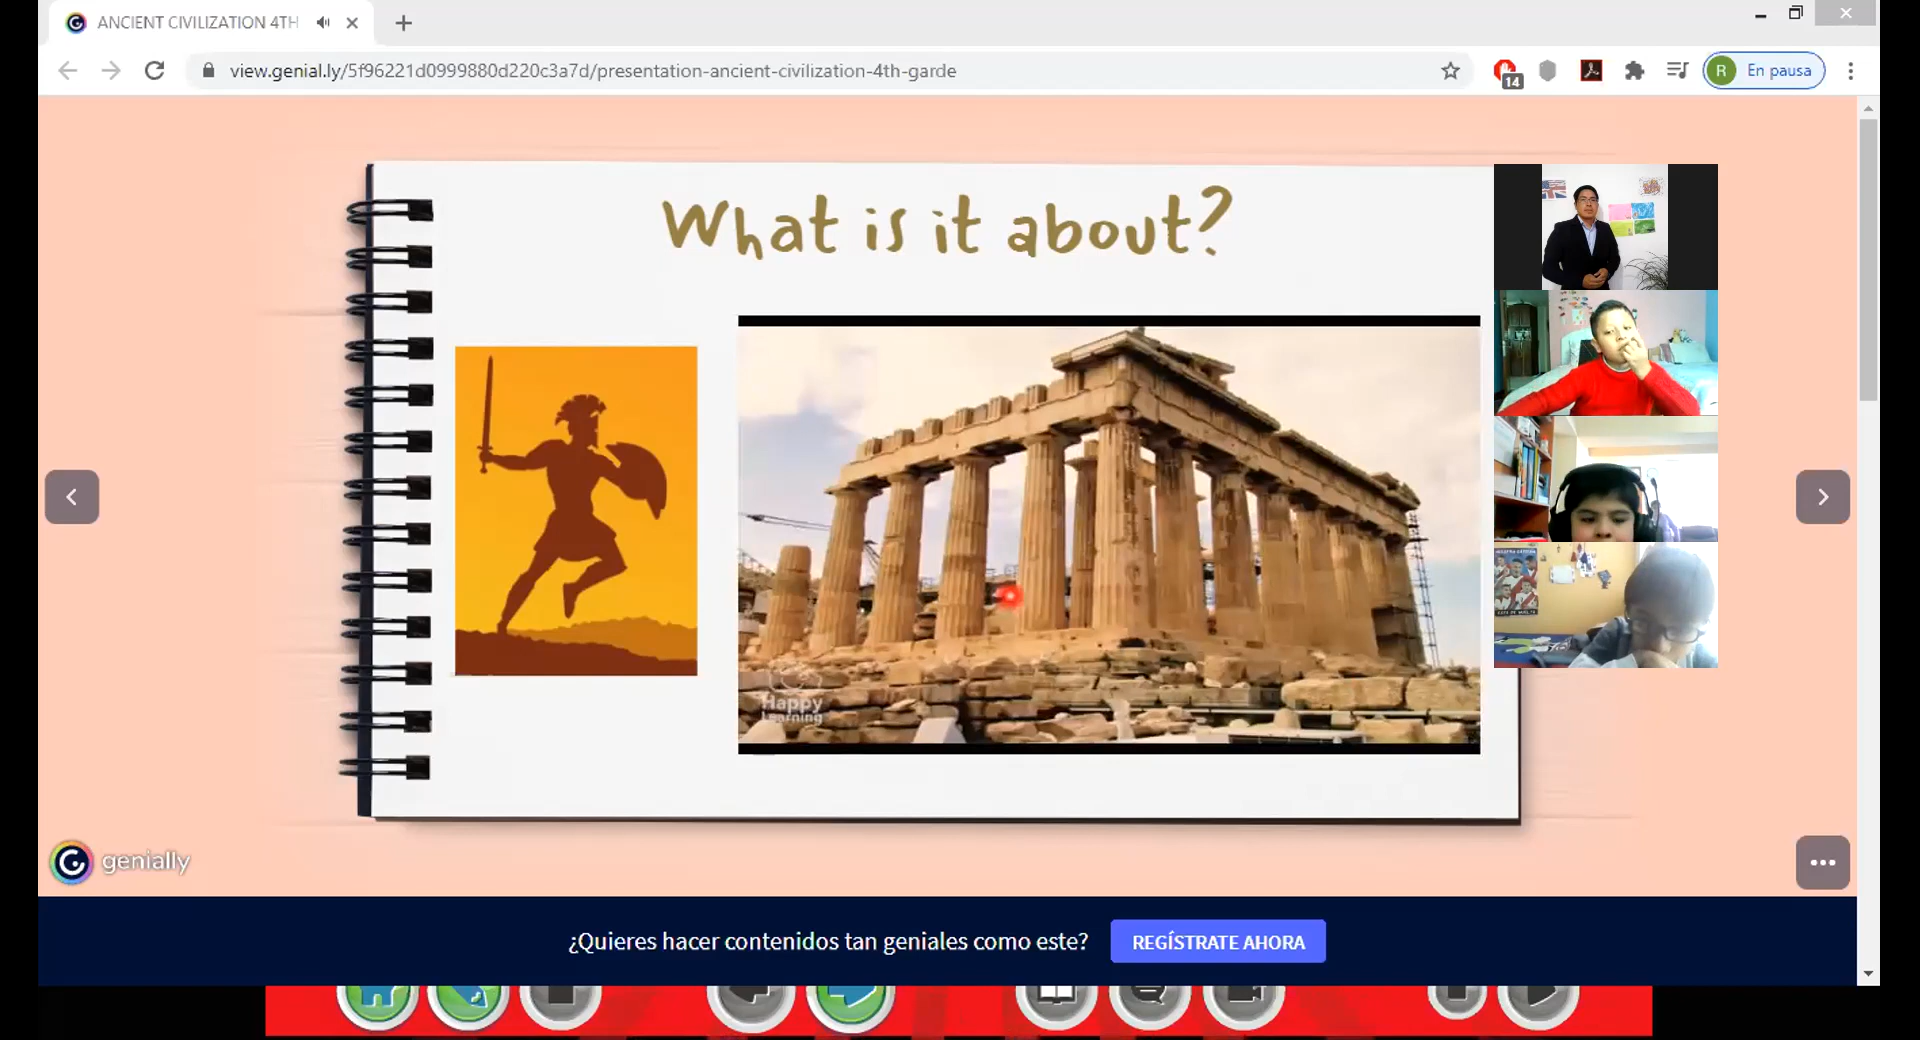 ANCIENT CIVILIZATION 4TH
view.genial.ly/5f96221d0999880d220c3a7d/presentation-ancient-civilization-4th-garde
14
R
En pausa
What is it about?
Happy
Learning
genially
¿Quieres hacer contenidos tan geniales como este?
REGÍSTRATE AHORA